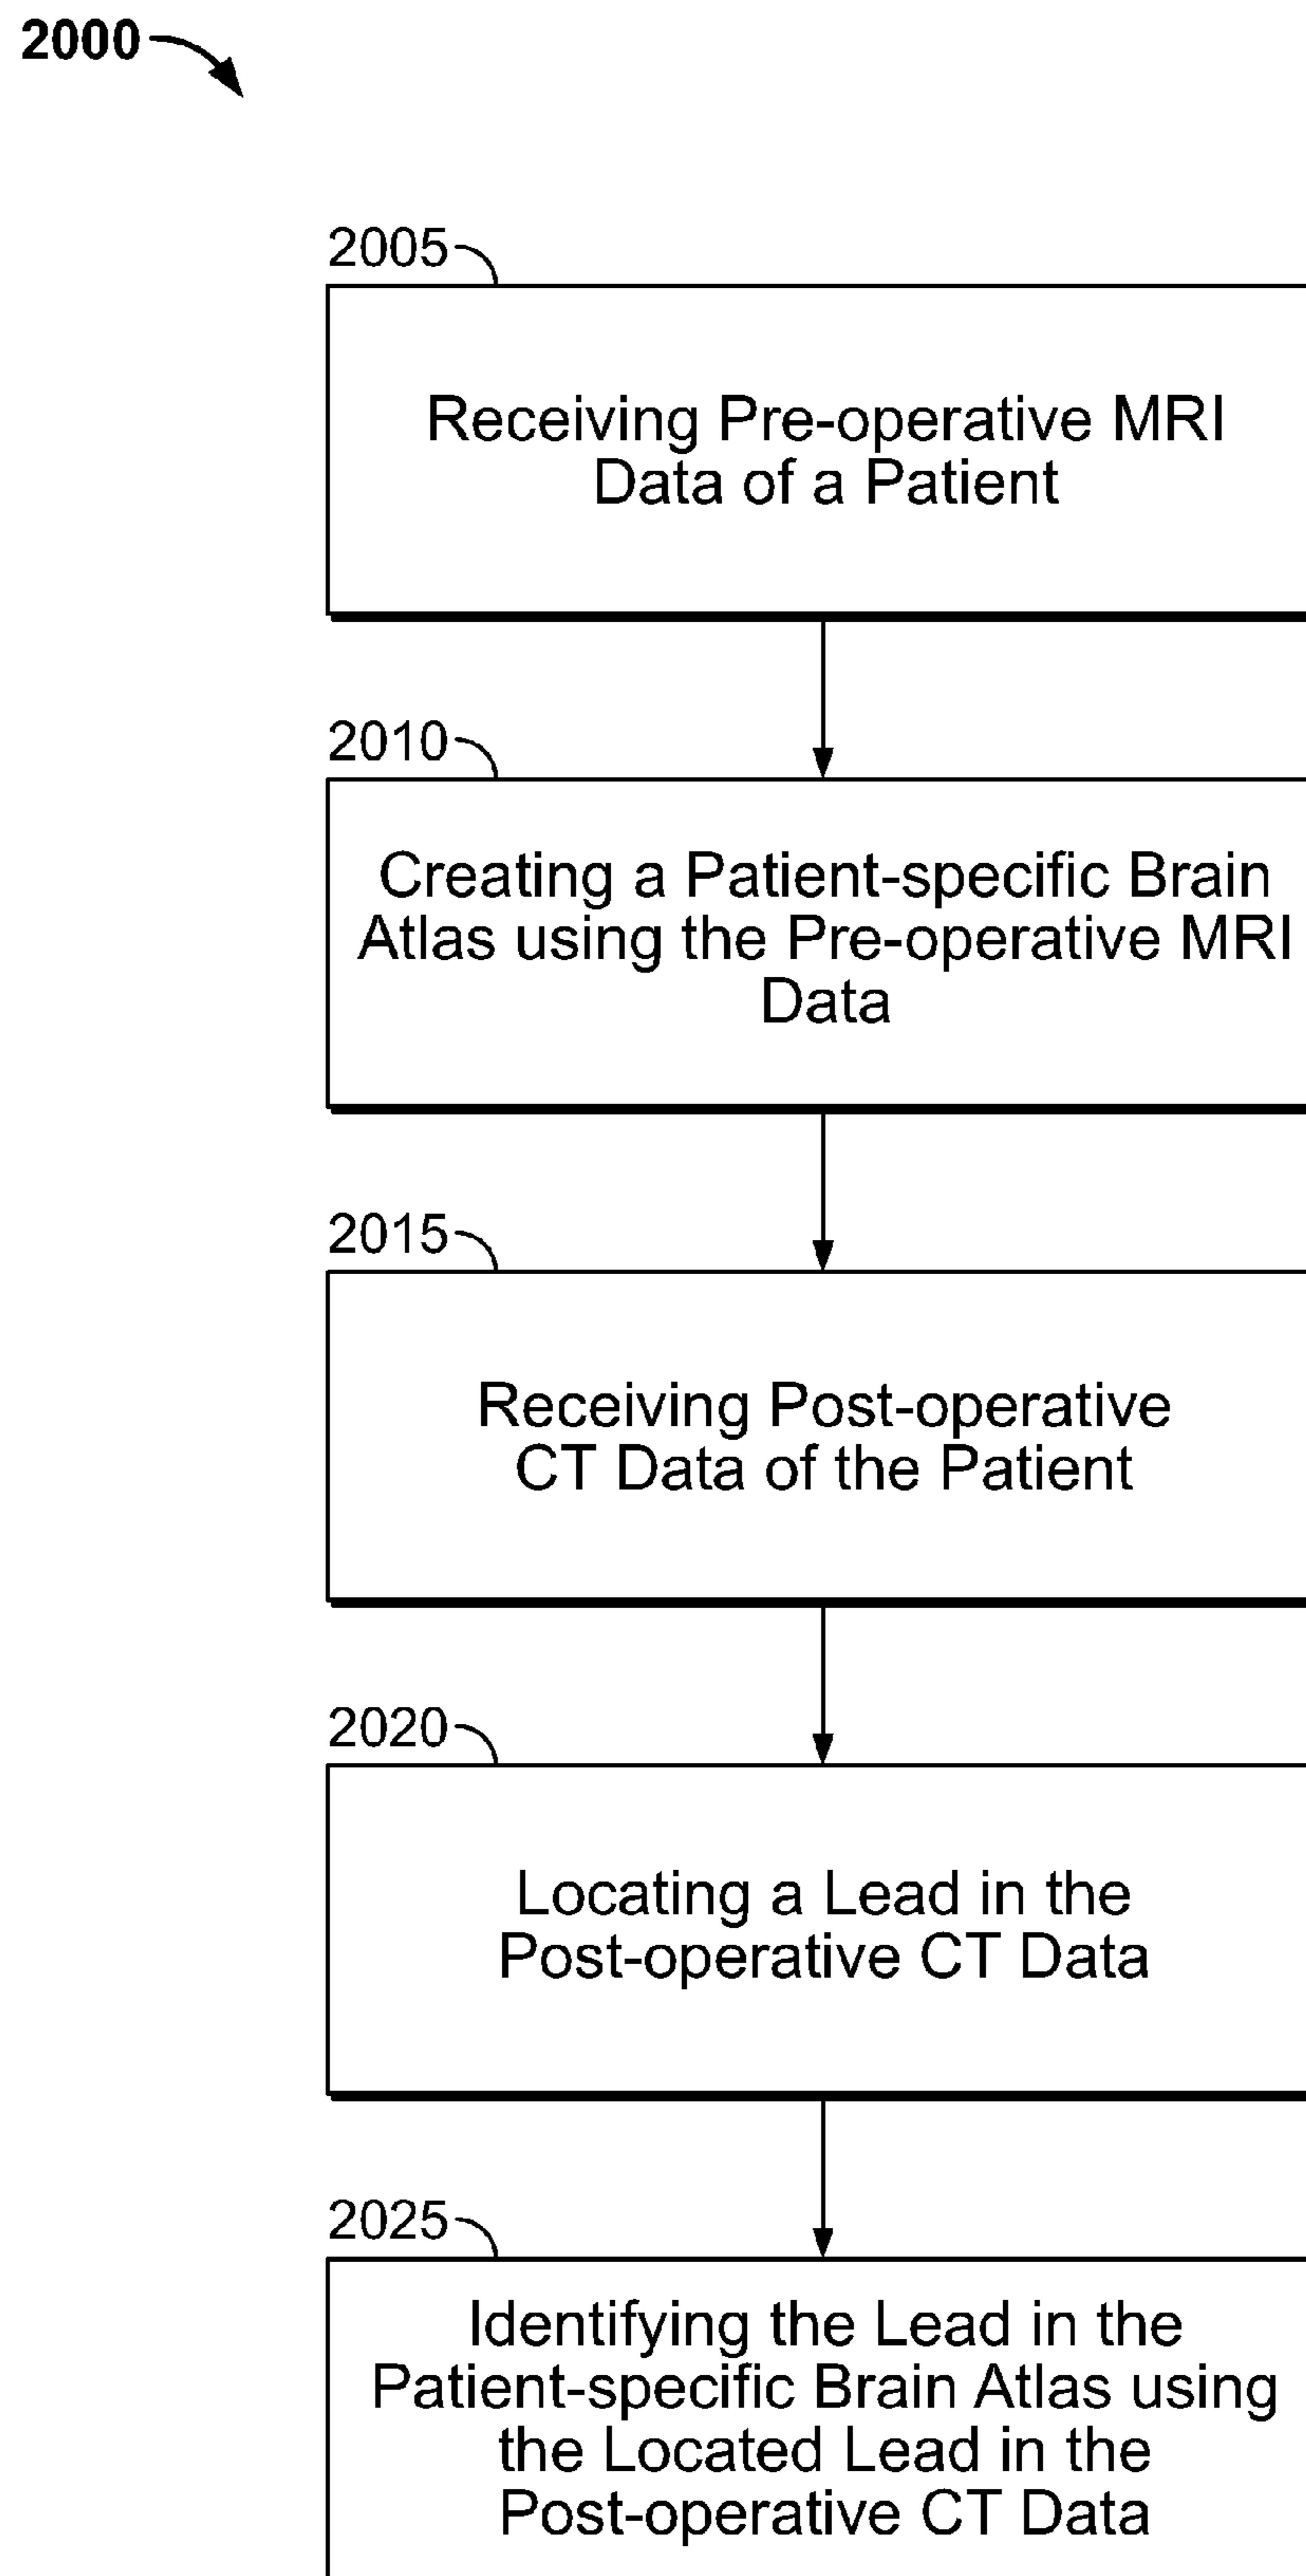 2000
2005
Receiving Pre-operative MRI
Data of a Patient
2010
Creating a Patient-specific Brain
Atlas using the Pre-operative MRI
Data
2015
Receiving Post-operative
CT Data of the Patient
2020
Locating a Lead in the
Post-operative CT Data
2025
Identifying the Lead in the
Patient-specific Brain Atlas using
the Located Lead in the
Post-operative CT Data